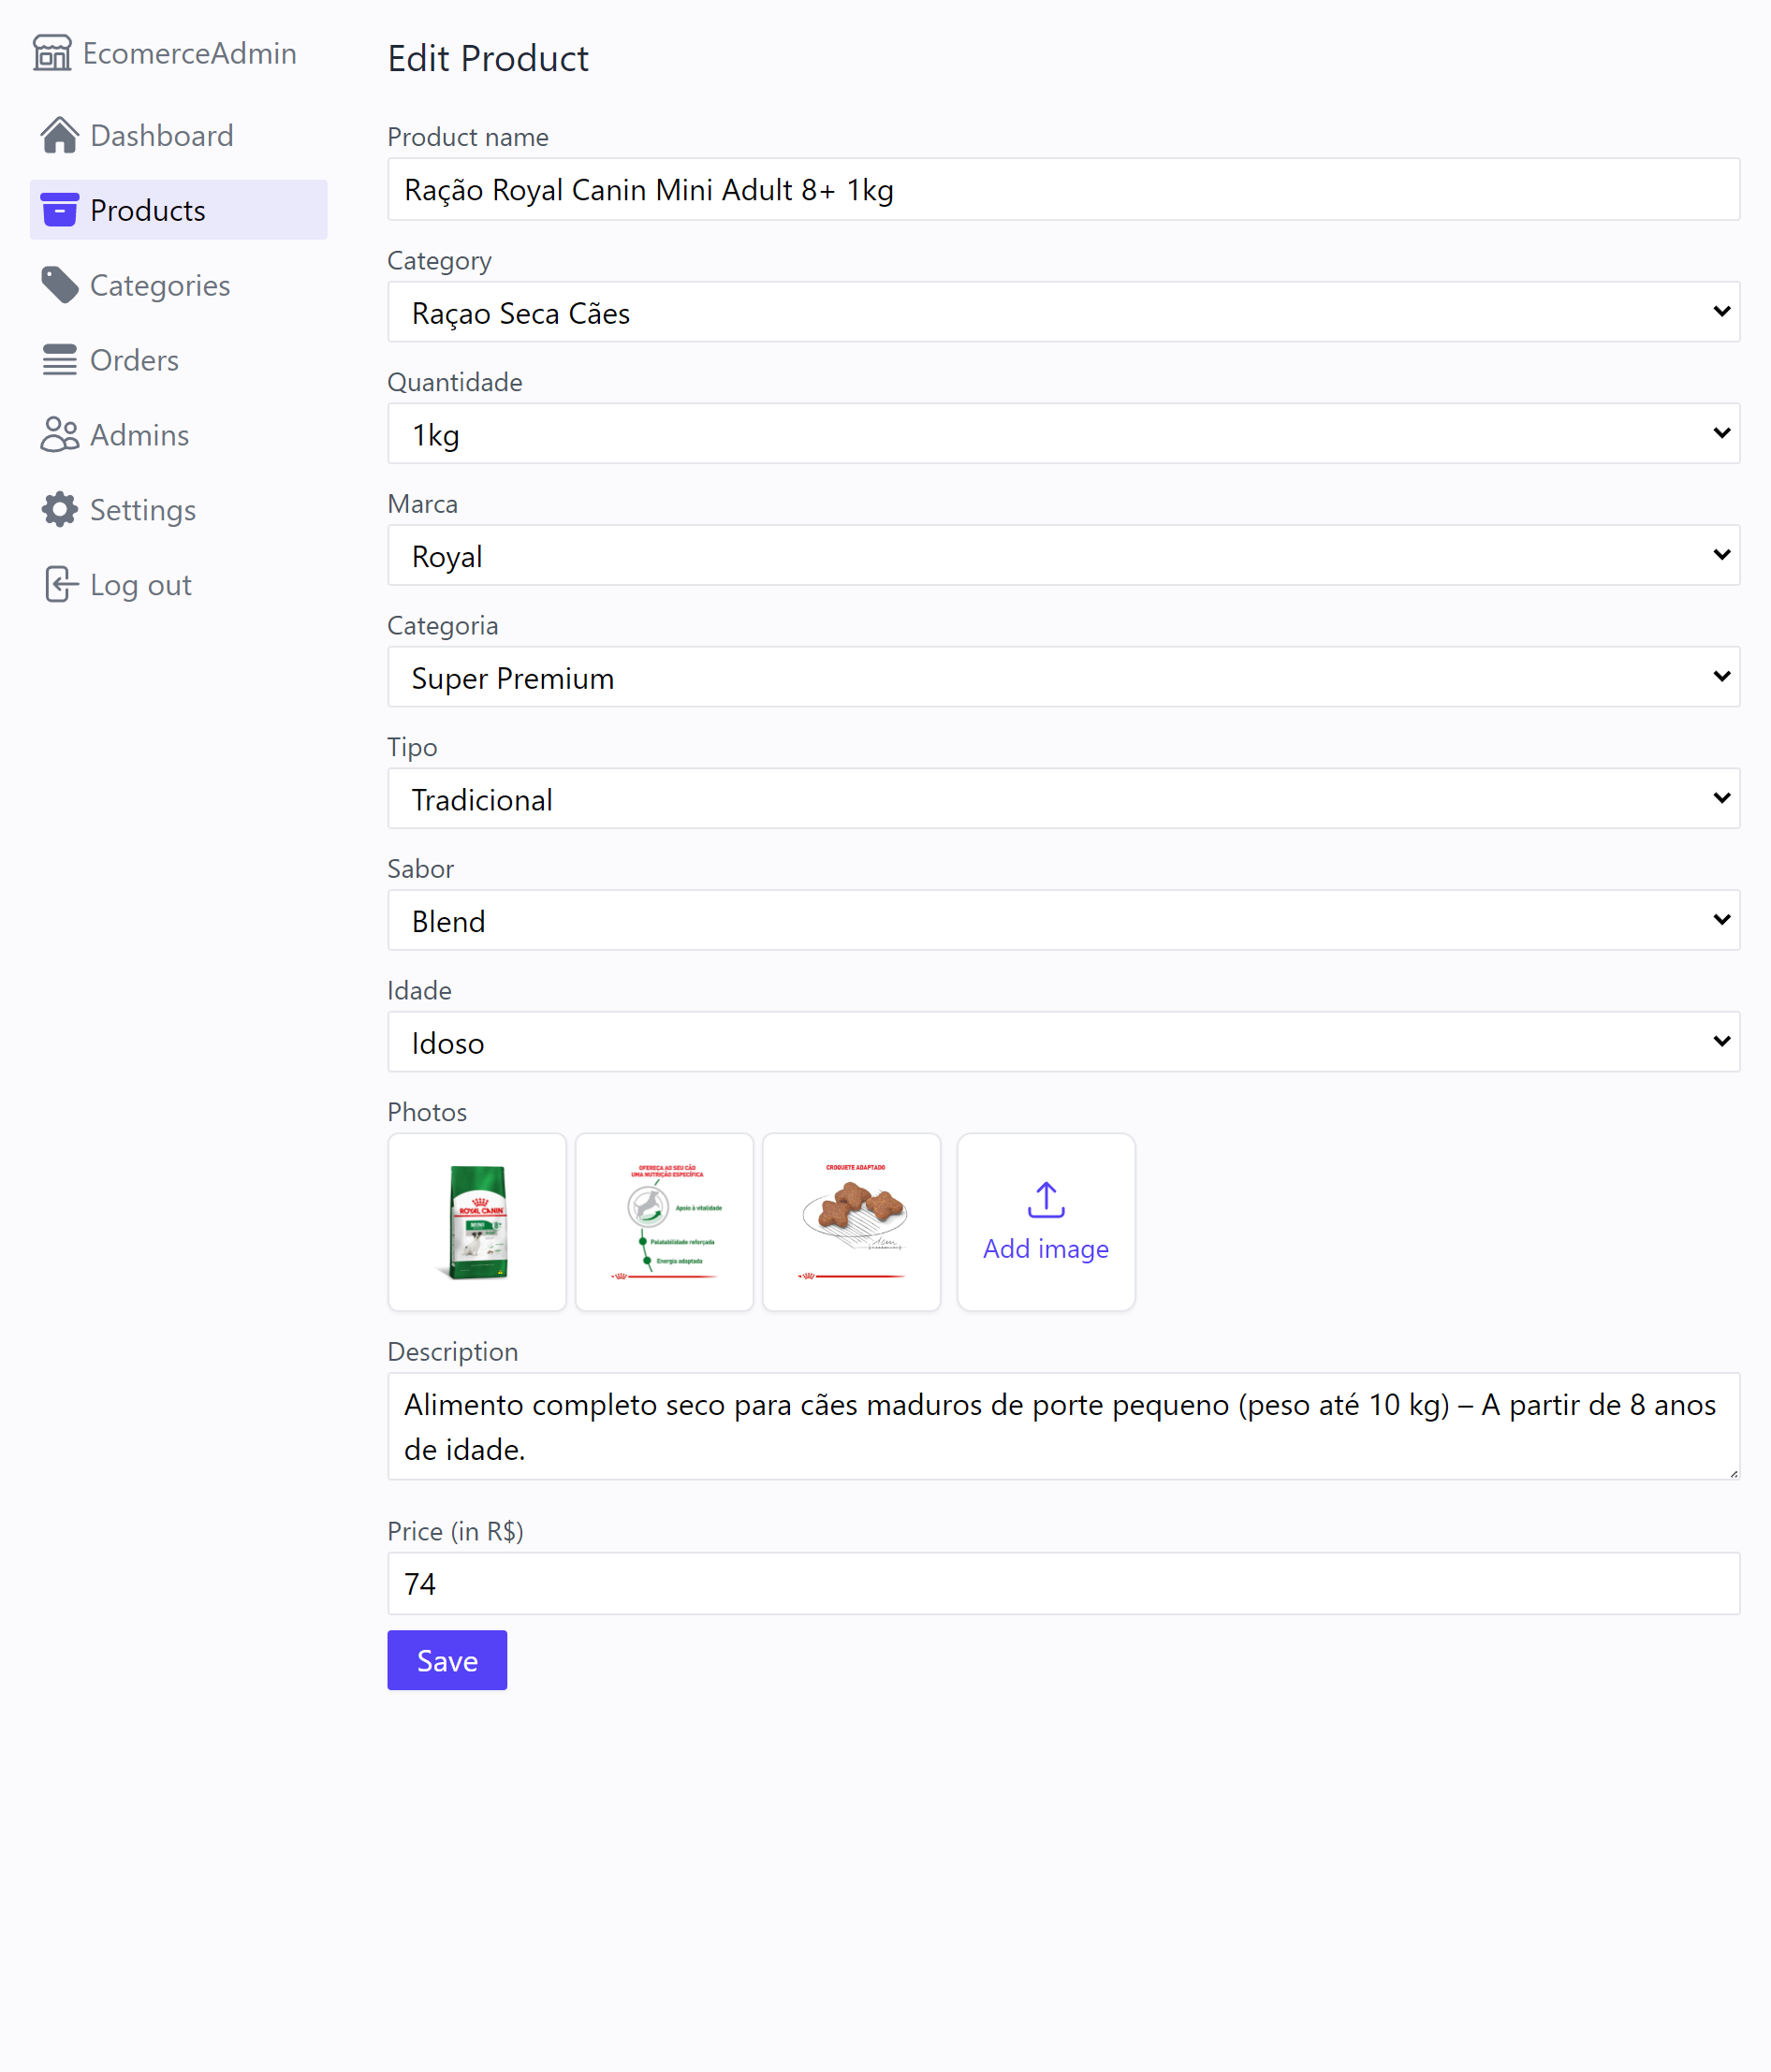 EcomerceAdmin
Dashboard
Products
Categories
Orders
Admins
Settings
Log out
Edit Product
Product name
Ração Royal Canin Mini Adult 8+ 1kg
Category
Raçao Seca Cães
Quantidade
1kg
Marca
Royal
Categoria
Super Premium
Tipo
Tradicional
Sabor
Blend
Idade
Idoso
Photos
ROYAL CANIN
MINI
8+
OFEREÇA AO SEU CÃO
UMA NUTRIÇÃO ESPECÍFICA
Apoio à vitalidade
Palatabilidade reforçada
Energia adaptada
CROQUETE ADAPTADO
Add image
Description
Alimento completo seco para cães maduros de porte pequeno (peso até 10 kg) – A partir de 8 anos
de idade.
Price (in R$)
74
Save